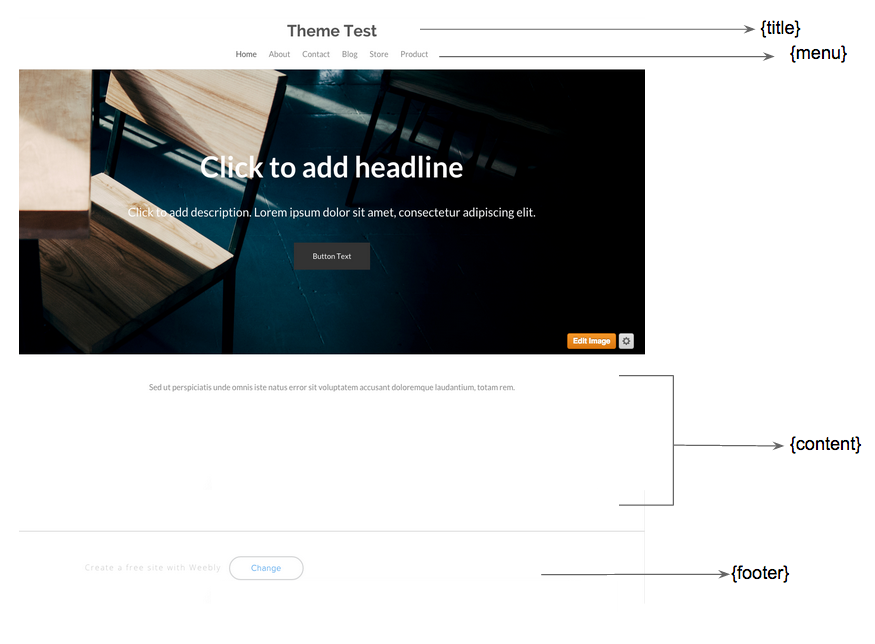 Theme Test
{title}
Home About Contact Blog Store Product
{menu}
Click to add headline
Click to add description. Lorem ipsum dolor sit amet, consectetur adipiscing elit.
Button Text
Edit Image
Sed ut perspiciatis unde omnis iste natus error sit voluptatem accusant doloremque laudantium, totam rem.
{content}
Create a free site with Weebly Change
{footer}